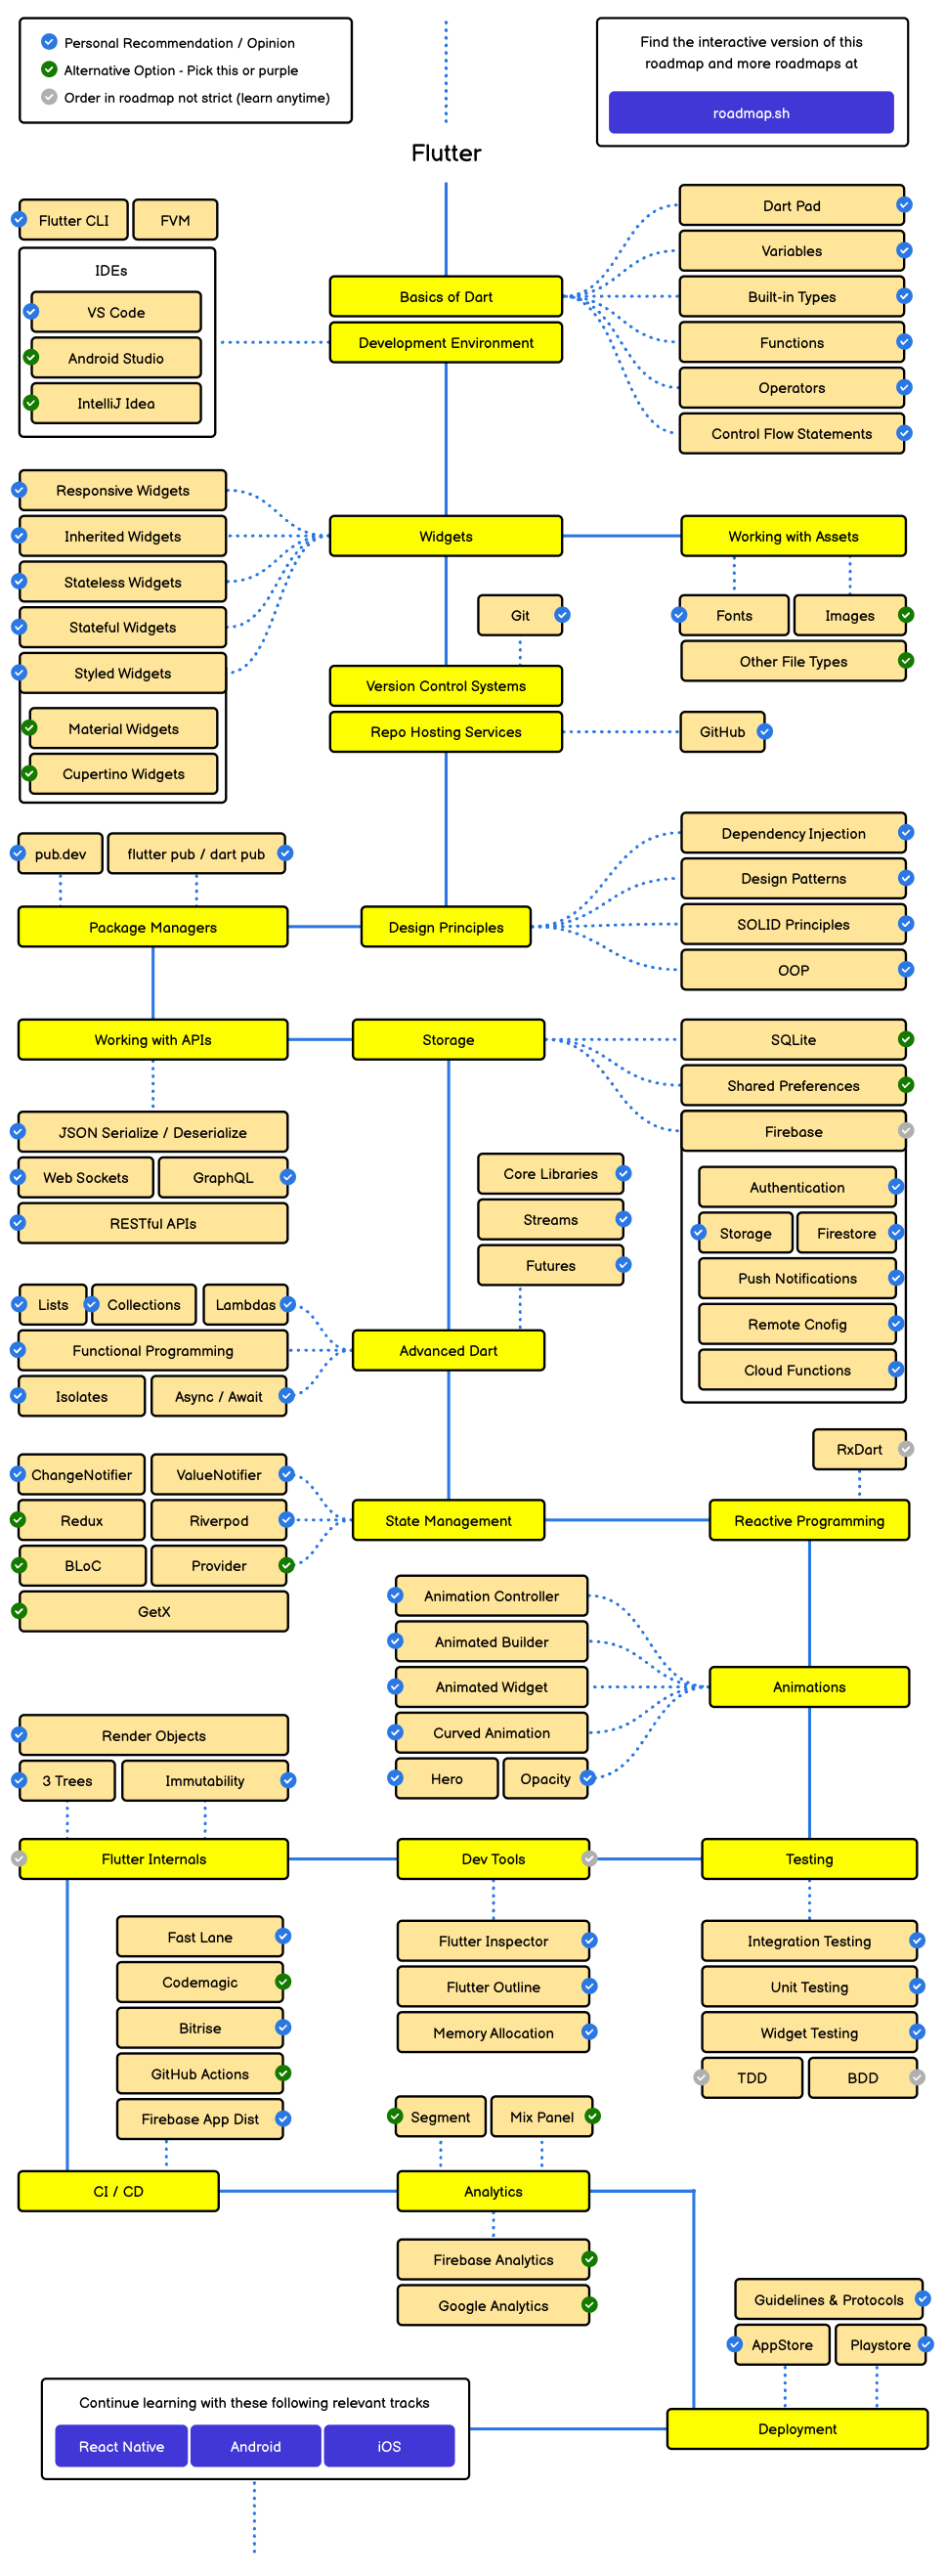 Personal Recommendation / Opinion
Alternative Option - Pick this or purple
Order in roadmap not strict (learn anytime)
Find the interactive version of this
roadmap and more roadmaps at
roadmap.sh
Flutter
Flutter CLI
FVM
IDEs
VS Code
Android Studio
IntelliJ Idea
Basics of Dart
Development Environment
Dart Pad
Variables
Built-in Types
Functions
Operators
Control Flow Statements
Responsive Widgets
Inherited Widgets
Stateless Widgets
Stateful Widgets
Styled Widgets
Material Widgets
Cupertino Widgets
Widgets
Working with Assets
Fonts
Images
Other File Types
Git
Version Control Systems
Repo Hosting Services
GitHub
pub.dev
flutter pub / dart pub
Package Managers
Design Principles
Dependency Injection
Design Patterns
SOLID Principles
OOP
Working with APIs
Storage
SQLite
Shared Preferences
Firebase
Authentication
Storage
Firestore
Push Notifications
Remote Cnofig
Cloud Functions
JSON Serialize / Deserialize
Web Sockets
GraphQL
RESTful APIs
Core Libraries
Streams
Futures
Lists
Collections
Lambdas
Functional Programming
Isolates
Async / Await
Advanced Dart
RxDart
ChangeNotifier
ValueNotifier
Redux
Riverpod
BLoC
Provider
GetX
State Management
Reactive Programming
Animation Controller
Animated Builder
Animated Widget
Curved Animation
Hero
Opacity
Animations
Render Objects
3 Trees
Immutability
Flutter Internals
Dev Tools
Testing
Fast Lane
Codemagic
Bitrise
GitHub Actions
Firebase App Dist
Flutter Inspector
Flutter Outline
Memory Allocation
Integration Testing
Unit Testing
Widget Testing
TDD
BDD
Segment
Mix Panel
CI / CD
Analytics
Firebase Analytics
Google Analytics
Guidelines & Protocols
AppStore
Playstore
Deployment
Continue learning with these following relevant tracks
React Native
Android
iOS